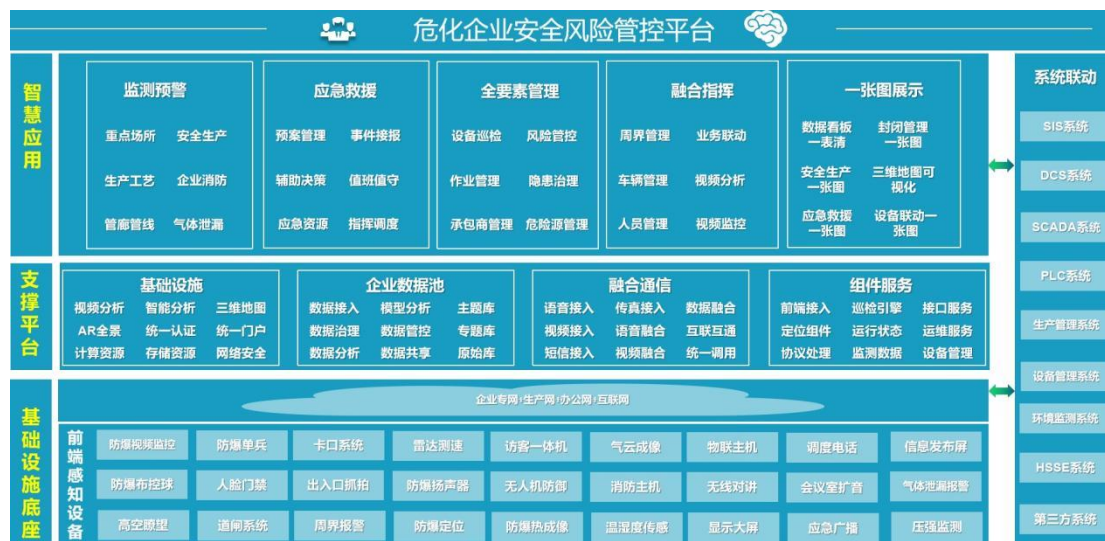 危化企业安全风险管控平台
智慧应用
监测预警
重点场所 安全生产
生产工艺 企业消防
管廊管线 气体泄漏
应急救援
预案管理 事件接报
辅助决策 值班值守
应急资源 指挥调度
全要素管理
设备巡检 风险管控
作业管理 隐患治理
承包商管理 危险源管理
融合指挥
周界管理 业务联动
车辆管理 视频分析
人员管理 视频监控
一张图展示
数据看板
一表清
封闭管理
一张图
安全生产
一张图
三维地图可
视化
应急救援
一张图
设备联动一
张图
支撑平台
基础设施
视频分析 智能分析 三维地图
AR全景 统一认证 统一门户
计算资源 存储资源 网络安全
企业数据池
数据接入 模型分析 主题库
数据治理 数据管控 专题库
数据分析 数据共享 原始库
融合通信
语音接入 传真接入 数据融合
视频接入 语音融合 互联互通
短信接入 视频融合 统一调用
组件服务
前端接入 巡检引擎 接口服务
定位组件 运行状态 运维服务
协议处理 监测数据 设备管理
基础设施底座
企业专网+生产网+办公网+互联网
前端感知设备
防爆视频监控 防爆单兵 卡口系统 雷达测速 访客一体机 气云成像 物联主机 调度电话 信息发布屏
防爆布控球 人脸门禁 出入口抓拍 防爆扬声器 无人机防御 消防主机 无线对讲 会议室扩音 气体泄漏报警
高空瞭望 道闸系统 周界报警 防爆定位 防爆热成像 温湿度传感 显示大屏 应急广播 压强监测
系统联动
SIS系统
DCS系统
SCADA系统
PLC系统
生产管理系统
设备管理系统
环境监测系统
HSSE系统
第三方系统